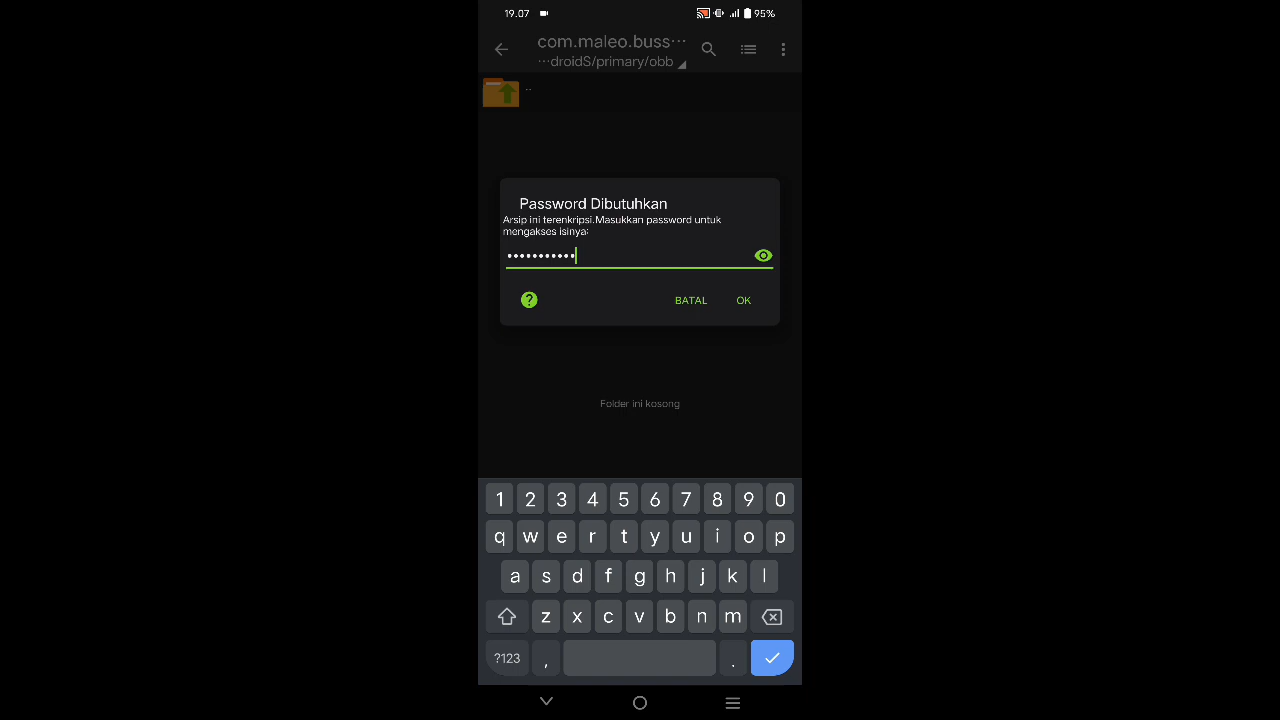 19.07
95%
com.maleo.buss···
···droidS/primary/obb
..
Password Dibutuhkan
Arsip ini terenkripsi.Masukkan password untuk
mengakses isinya:
•••••••••••
?
BATAL
OK
Folder ini kosong
1 2 3 4 5 6 7 8 9 0
q w e r t y u i o p
a s d f g h j k l
z x c v b n m
?123 , .